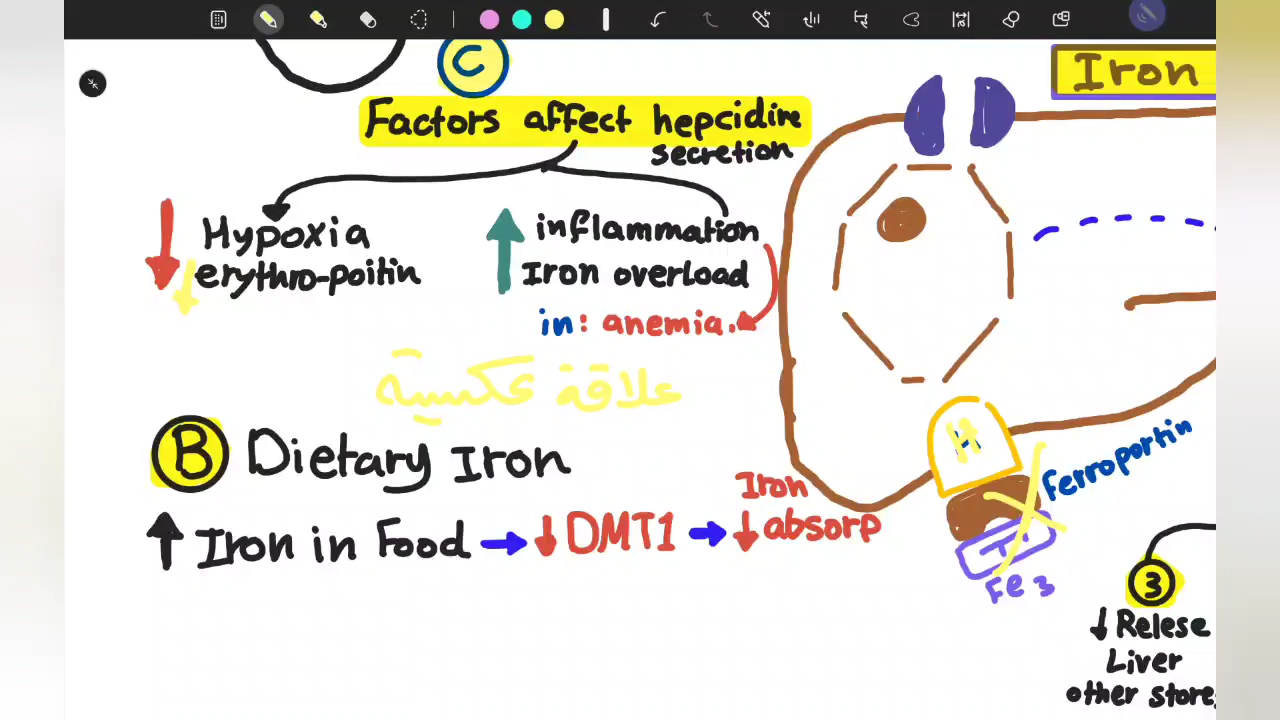 C
Iron
Factors affect hepcidine
secretion
↓ Hypoxia
erythro-poitin
↑ inflammation
Iron overload
in: anemia.
علاقة عكسية
B Dietary Iron
↑ Iron in Food → ↓ DMT1 → ↓ Iron absorp
H
Ferroportin
Fe 3
3
↓ Relese
Liver
other store